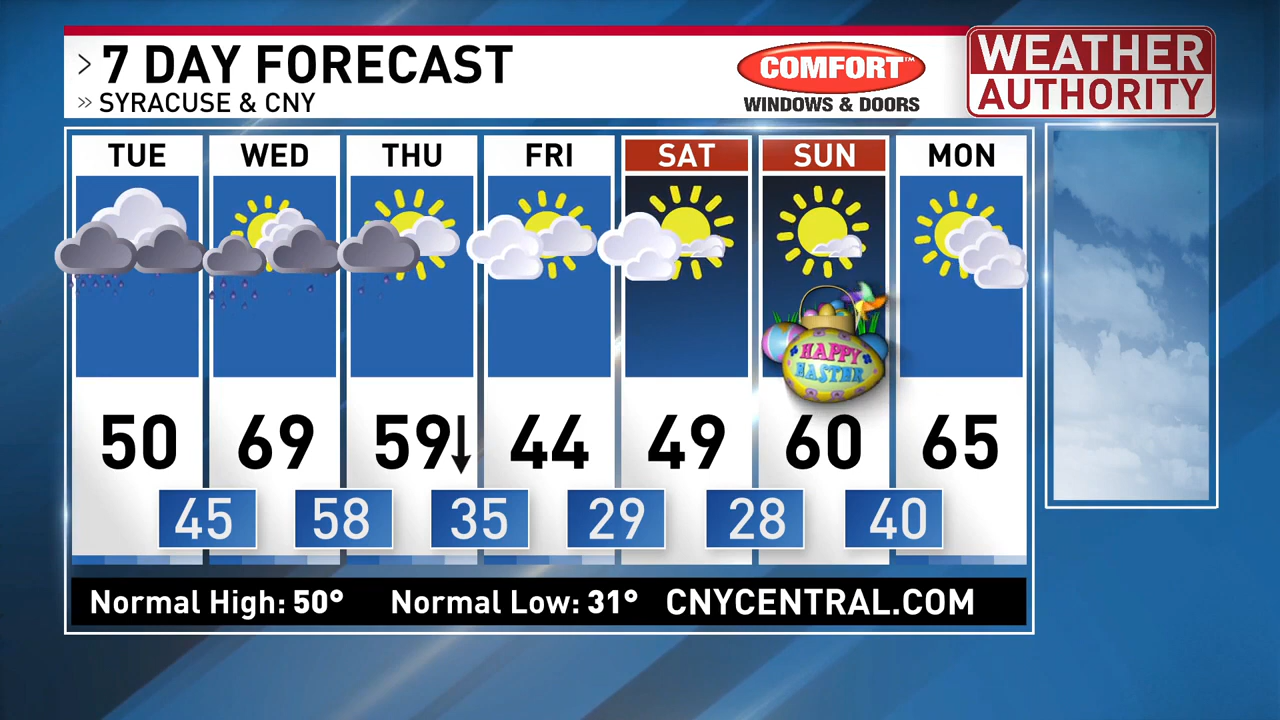 > 7 DAY FORECAST
» SYRACUSE & CNY
COMFORT™
WINDOWS & DOORS
WEATHER
AUTHORITY
TUE WED THU FRI SAT SUN MON
HAPPY
EASTER
50 69 59↓ 44 49 60 65
45 58 35 29 28 40
Normal High: 50° Normal Low: 31° CNYCENTRAL.COM